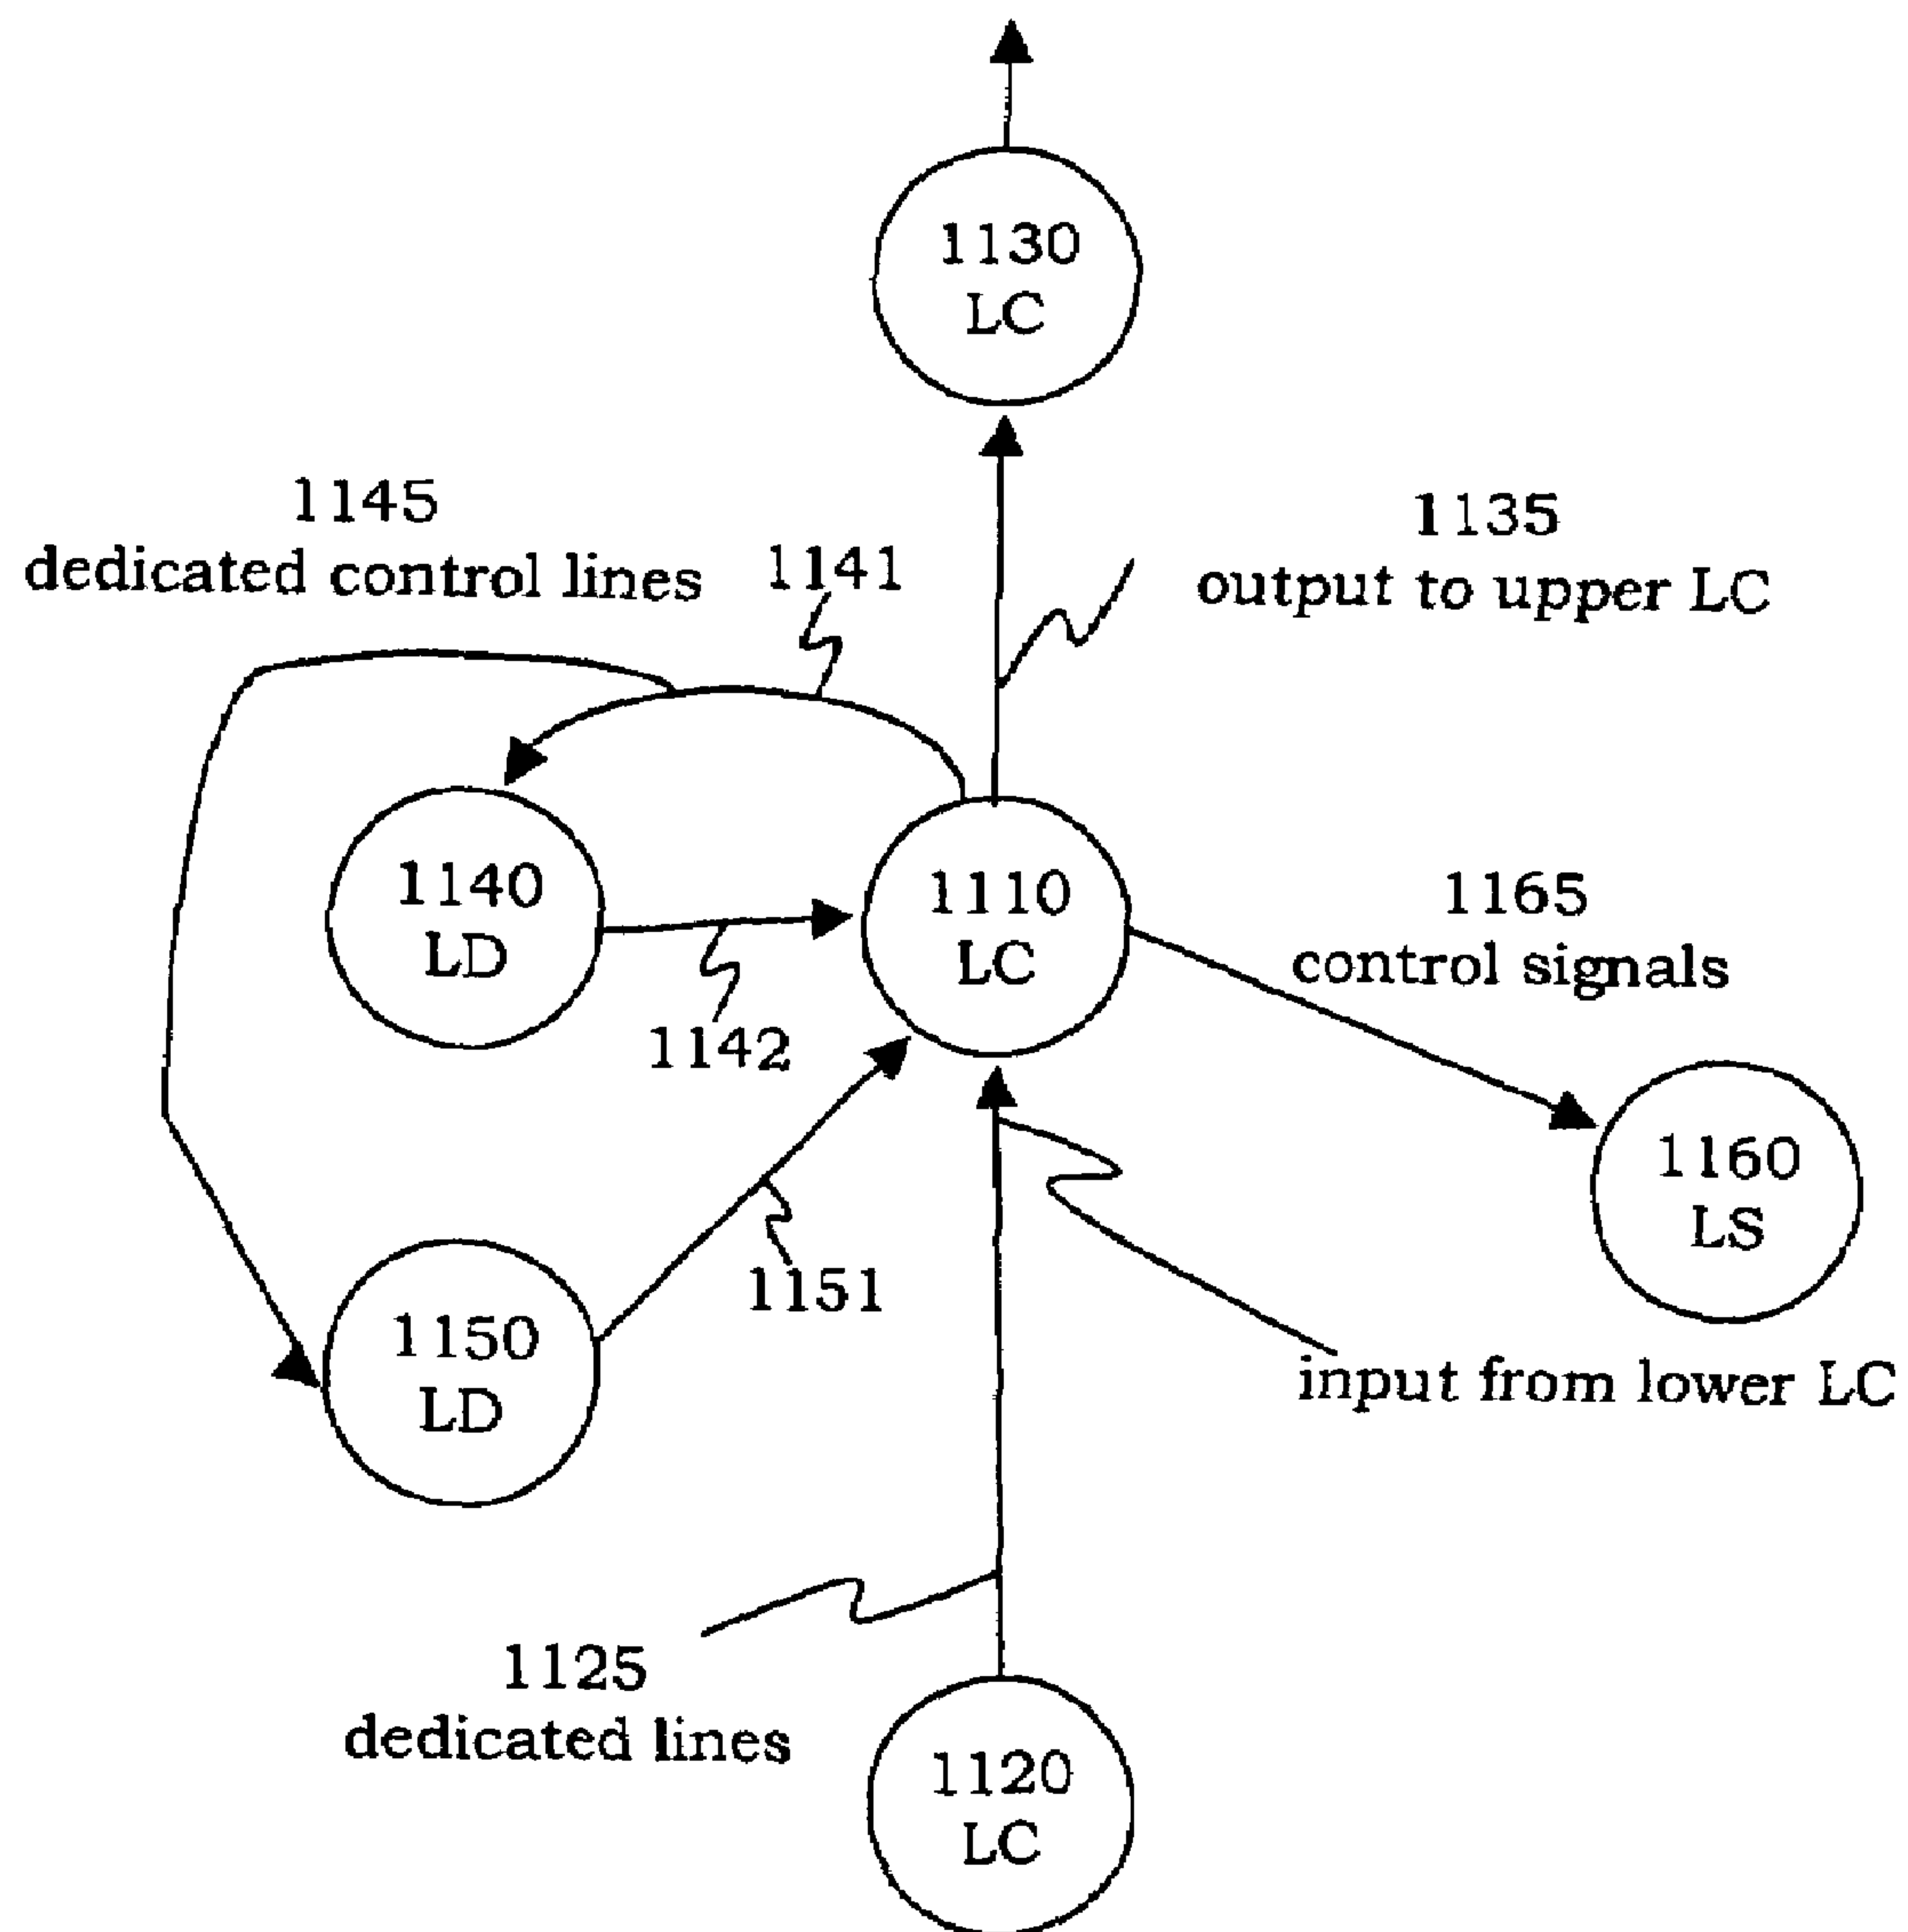 1130
LC
1145
dedicated control lines
1141
1135
output to upper LC
1140
LD
1110
LC
1165
control signals
1142
1160
LS
1151
1150
LD
input from lower LC
1125
dedicated lines
1120
LC